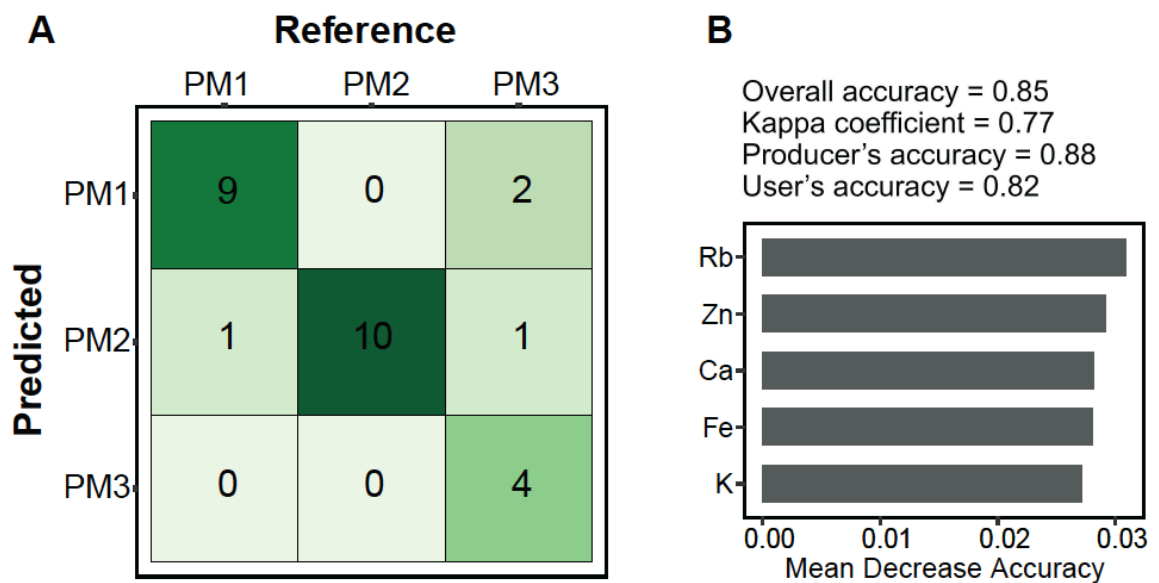 A
Reference
PM1 PM2 PM3
Predicted
PM1 9 0 2
PM2 1 10 1
PM3 0 0 4
B
Overall accuracy = 0.85
Kappa coefficient = 0.77
Producer’s accuracy = 0.88
User’s accuracy = 0.82
Rb
Zn
Ca
Fe
K
0.00 0.01 0.02 0.03
Mean Decrease Accuracy